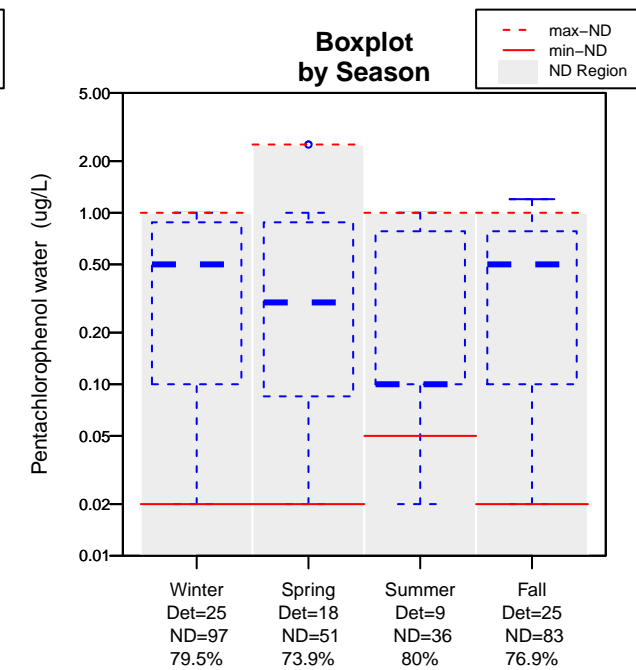 Boxplot
by Season
max-ND
min-ND
ND Region
Pentachlorophenol water (ug/L)
5.00
2.00
1.00
0.50
0.20
0.10
0.05
0.02
0.01
Winter Spring Summer Fall
Det=25 Det=18 Det=9 Det=25
ND=97 ND=51 ND=36 ND=83
79.5% 73.9% 80% 76.9%